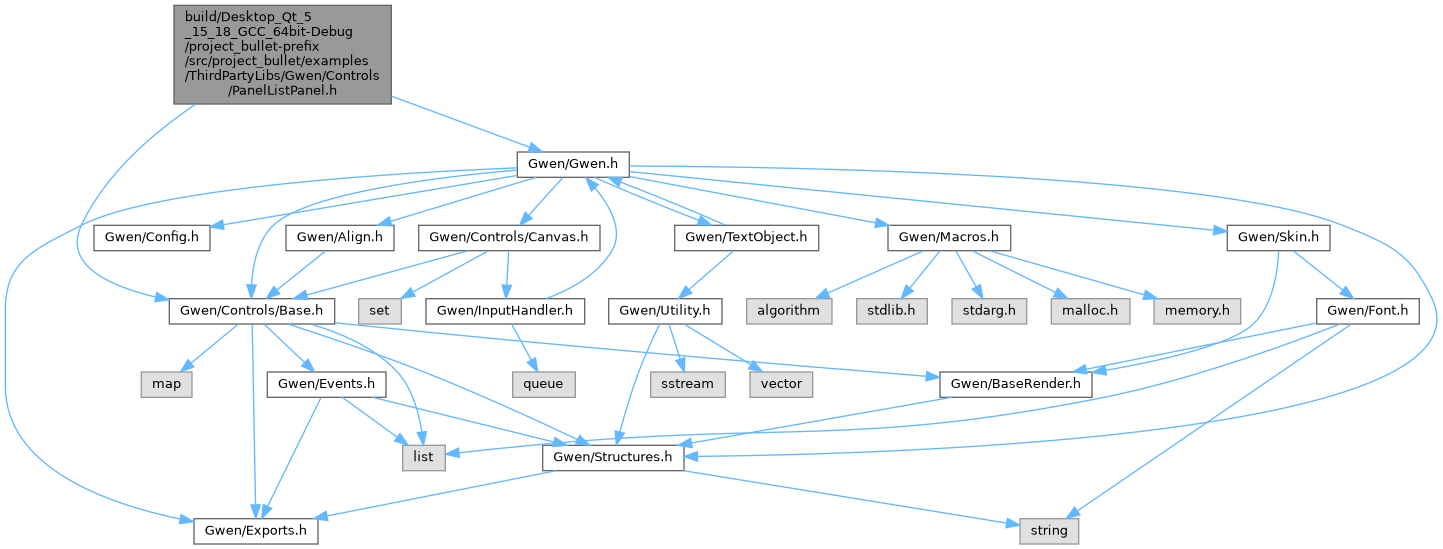 build/Desktop_Qt_5
_15_18_GCC_64bit-Debug
/project_bullet-prefix
/src/project_bullet/examples
/ThirdPartyLibs/Gwen/Controls
/PanelListPanel.h
Gwen/Gwen.h
Gwen/Config.h
Gwen/Align.h
Gwen/Controls/Canvas.h
Gwen/TextObject.h
Gwen/Macros.h
Gwen/Skin.h
Gwen/Controls/Base.h
set
Gwen/InputHandler.h
Gwen/Utility.h
algorithm
stdlib.h
stdarg.h
malloc.h
memory.h
Gwen/Font.h
map
Gwen/Events.h
queue
sstream
vector
Gwen/BaseRender.h
list
Gwen/Structures.h
Gwen/Exports.h
string